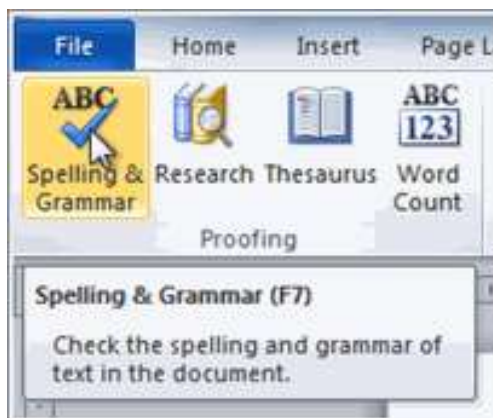 File Home Insert Page L
ABC
ABC
123
Spelling & Grammar
Research
Thesaurus
Word Count
Proofing
Spelling & Grammar (F7)
Check the spelling and grammar of
text in the document.